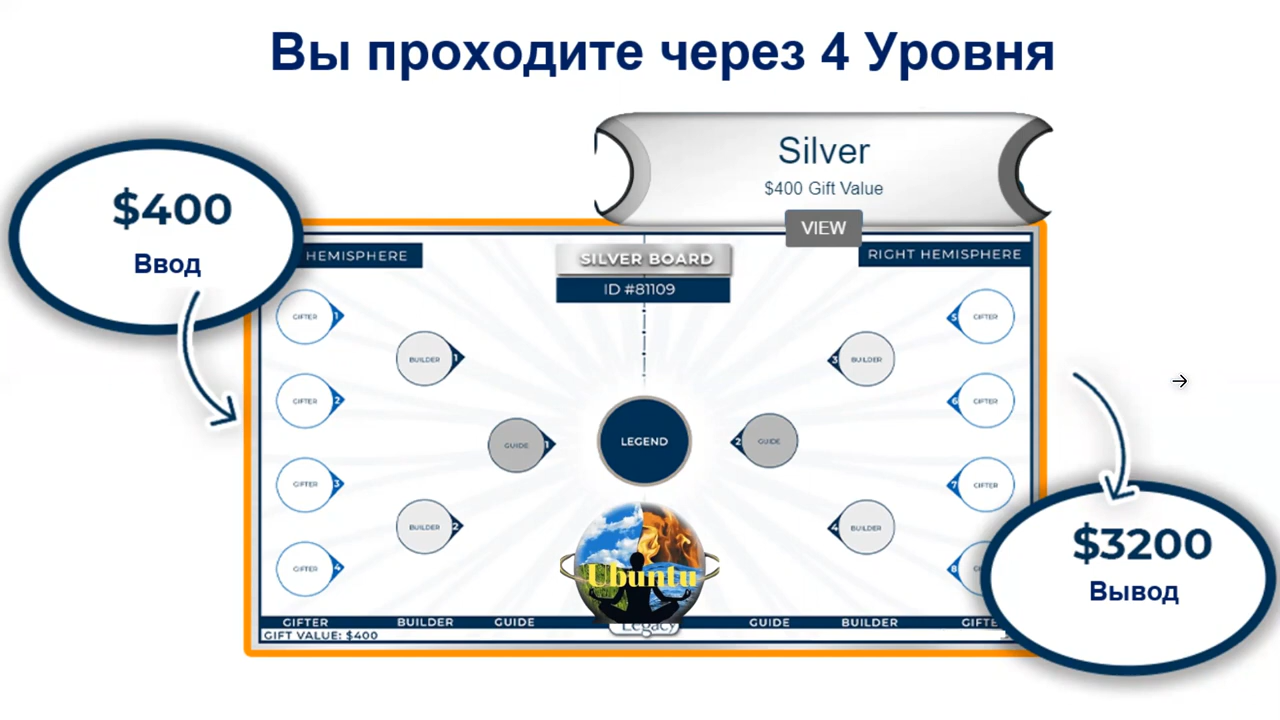 Вы проходите через 4 Уровня
Silver
$400 Gift Value
VIEW
$400
Ввод
HEMISPHERE
SILVER BOARD
ID #81109
RIGHT HEMISPHERE
GIFTER 1
BUILDER 1
GIFTER 2
GUIDE 1
GIFTER 3
BUILDER 2
GIFTER 4
LEGEND
5 GIFTER
3 BUILDER
6 GIFTER
2 GUIDE
7 GIFTER
4 BUILDER
8
Ubuntu
Legacy
$3200
Вывод
GIFTER BUILDER GUIDE GUIDE BUILDER GIFTE
GIFT VALUE: $400